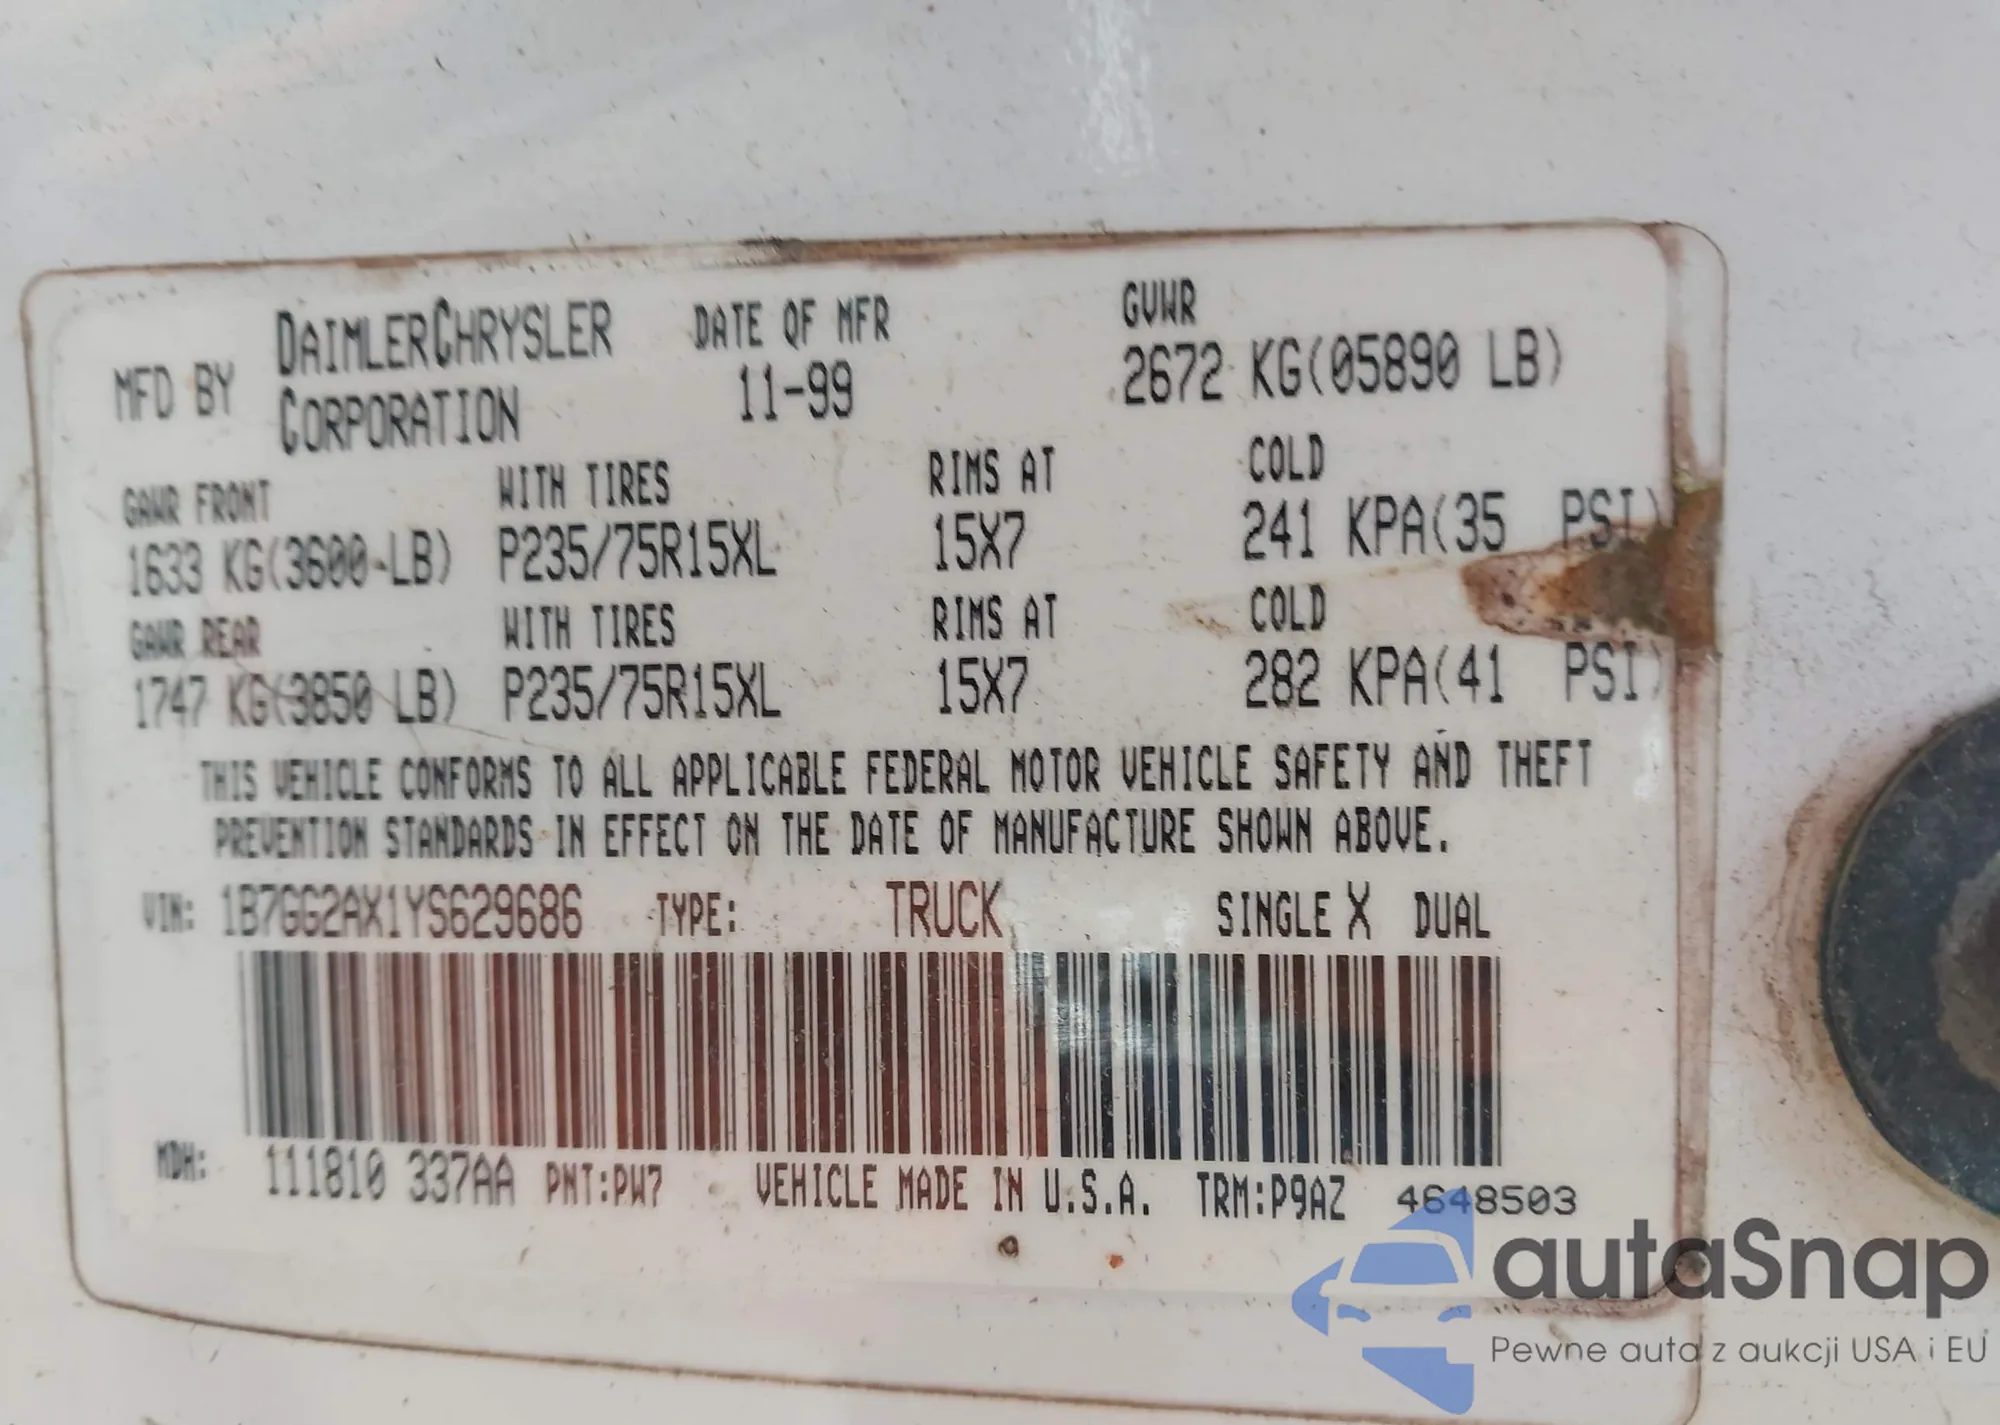 MFD BY DAIMLERCHRYSLER CORPORATION
DATE OF MFR
11-99
GVWR
2672 KG(05890 LB)
GAWR FRONT WITH TIRES RIMS AT COLD
1633 KG(3600 LB) P235/75R15XL 15X7 241 KPA(35 PSI)
GAWR REAR WITH TIRES RIMS AT COLD
1747 KG(3850 LB) P235/75R15XL 15X7 282 KPA(41 PSI)
THIS VEHICLE CONFORMS TO ALL APPLICABLE FEDERAL MOTOR VEHICLE SAFETY AND THEFT
PREVENTION STANDARDS IN EFFECT ON THE DATE OF MANUFACTURE SHOWN ABOVE.
VIN: 1B7GG2AX1YS629686 TYPE: TRUCK SINGLE X DUAL
MDH: 111810 337AA PNT:PW7 VEHICLE MADE IN U.S.A. TRM:P9AZ 4648503
autaSnap
Pewne auta z aukcji USA i EU